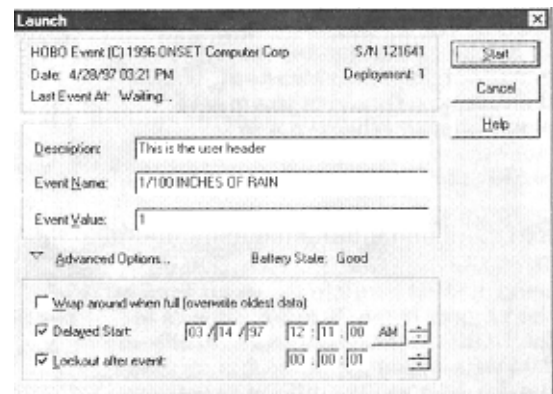 Launch
HOBO Event (C) 1996 ONSET Computer Corp S/N 121641
Date: 4/28/97 03:21 PM Deployment: 1
Last Event At: Waiting...
Start
Cancel
Help
Description: This is the user header
Event Name: 1/100 INCHES OF RAIN
Event Value: 1
Advanced Options... Battery State: Good
Wrap around when full (overwrite oldest data)
Delayed Start: 03 /14 /97 12 :11 :00 AM
Lockout after event: 00 :00 :01